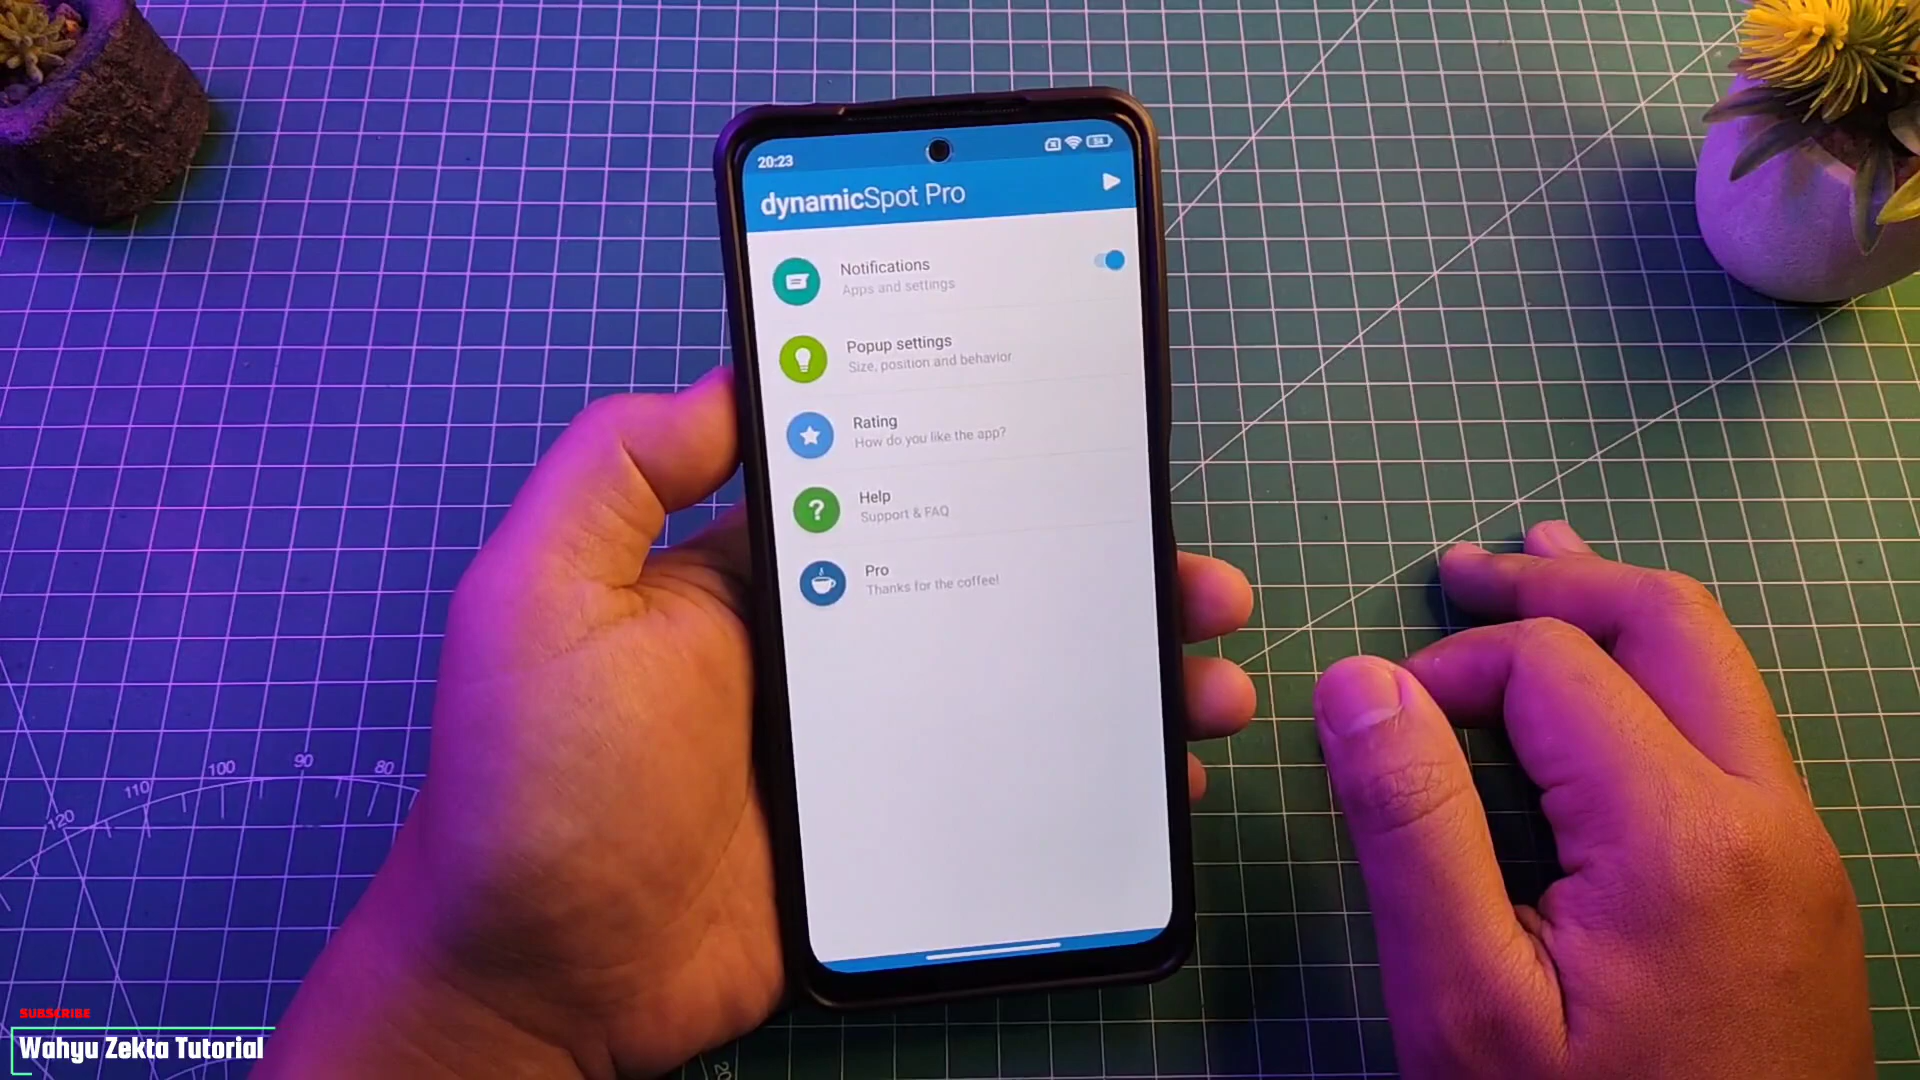 20:23
54
dynamicSpot Pro
Notifications
Apps and settings
Popup settings
Size, position and behavior
Rating
How do you like the app?
Help
Support & FAQ
Pro
Thanks for the coffee!
120
110
100
90
80
SUBSCRIBE
Wahyu Zekta Tutorial